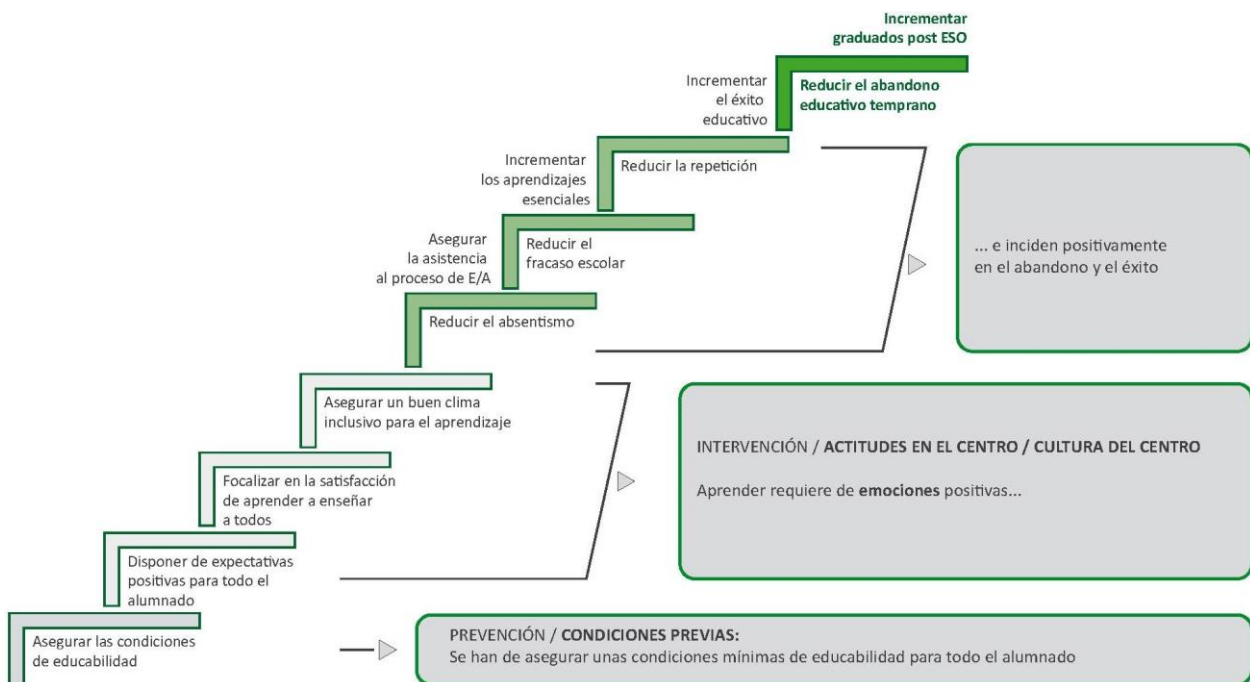 Incrementar
graduados post ESO
Reducir el abandono
educativo temprano
Incrementar
el éxito
educativo
Reducir la repetición
Incrementar
los aprendizajes
esenciales
Reducir el
fracaso escolar
Asegurar
la asistencia
al proceso de E/A
Reducir el absentismo
... e inciden positivamente
en el abandono y el éxito
Asegurar un buen clima
inclusivo para el aprendizaje
Focalizar en la satisfacción
de aprender a enseñar
a todos
Disponer de expectativas
positivas para todo el
alumnado
INTERVENCIÓN / ACTITUDES EN EL CENTRO / CULTURA DEL CENTRO
Aprender requiere de emociones positivas...
Asegurar las condiciones
de educabilidad
PREVENCIÓN / CONDICIONES PREVIAS:
Se han de asegurar unas condiciones mínimas de educabilidad para todo el alumnado